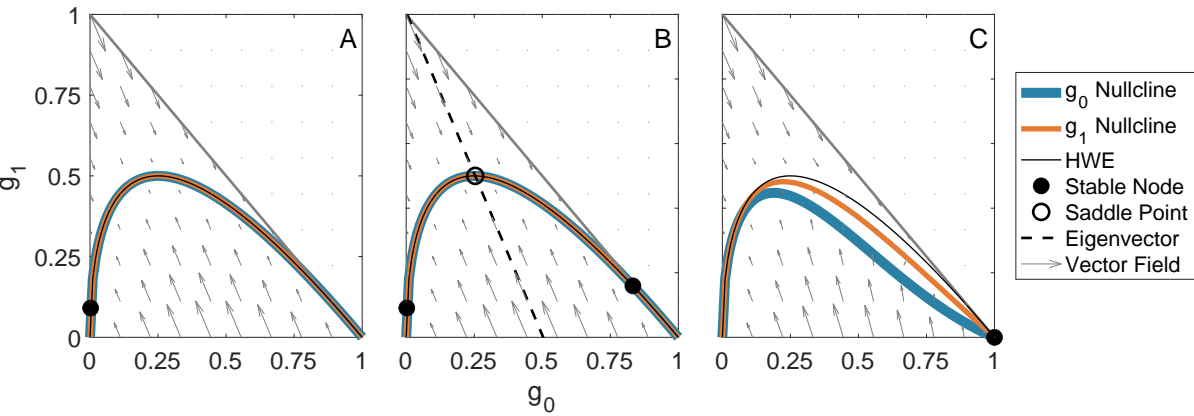 A
B
C
1
0.75
0.5
0.25
0
g1
0 0.25 0.5 0.75 1
0 0.25 0.5 0.75 1
0 0.25 0.5 0.75 1
g0
g0 Nullcline
g1 Nullcline
HWE
Stable Node
Saddle Point
Eigenvector
Vector Field